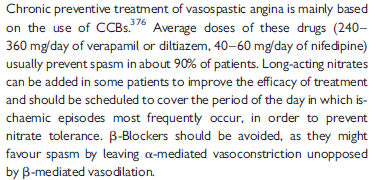 Chronic preventive treatment of vasospastic angina is mainly based
on the use of CCBs.376 Average doses of these drugs (240–
360 mg/day of verapamil or diltiazem, 40–60 mg/day of nifedipine)
usually prevent spasm in about 90% of patients. Long-acting nitrates
can be added in some patients to improve the efficacy of treatment
and should be scheduled to cover the period of the day in which is-
chaemic episodes most frequently occur, in order to prevent
nitrate tolerance. β-Blockers should be avoided, as they might
favour spasm by leaving α-mediated vasoconstriction unopposed
by β-mediated vasodilation.